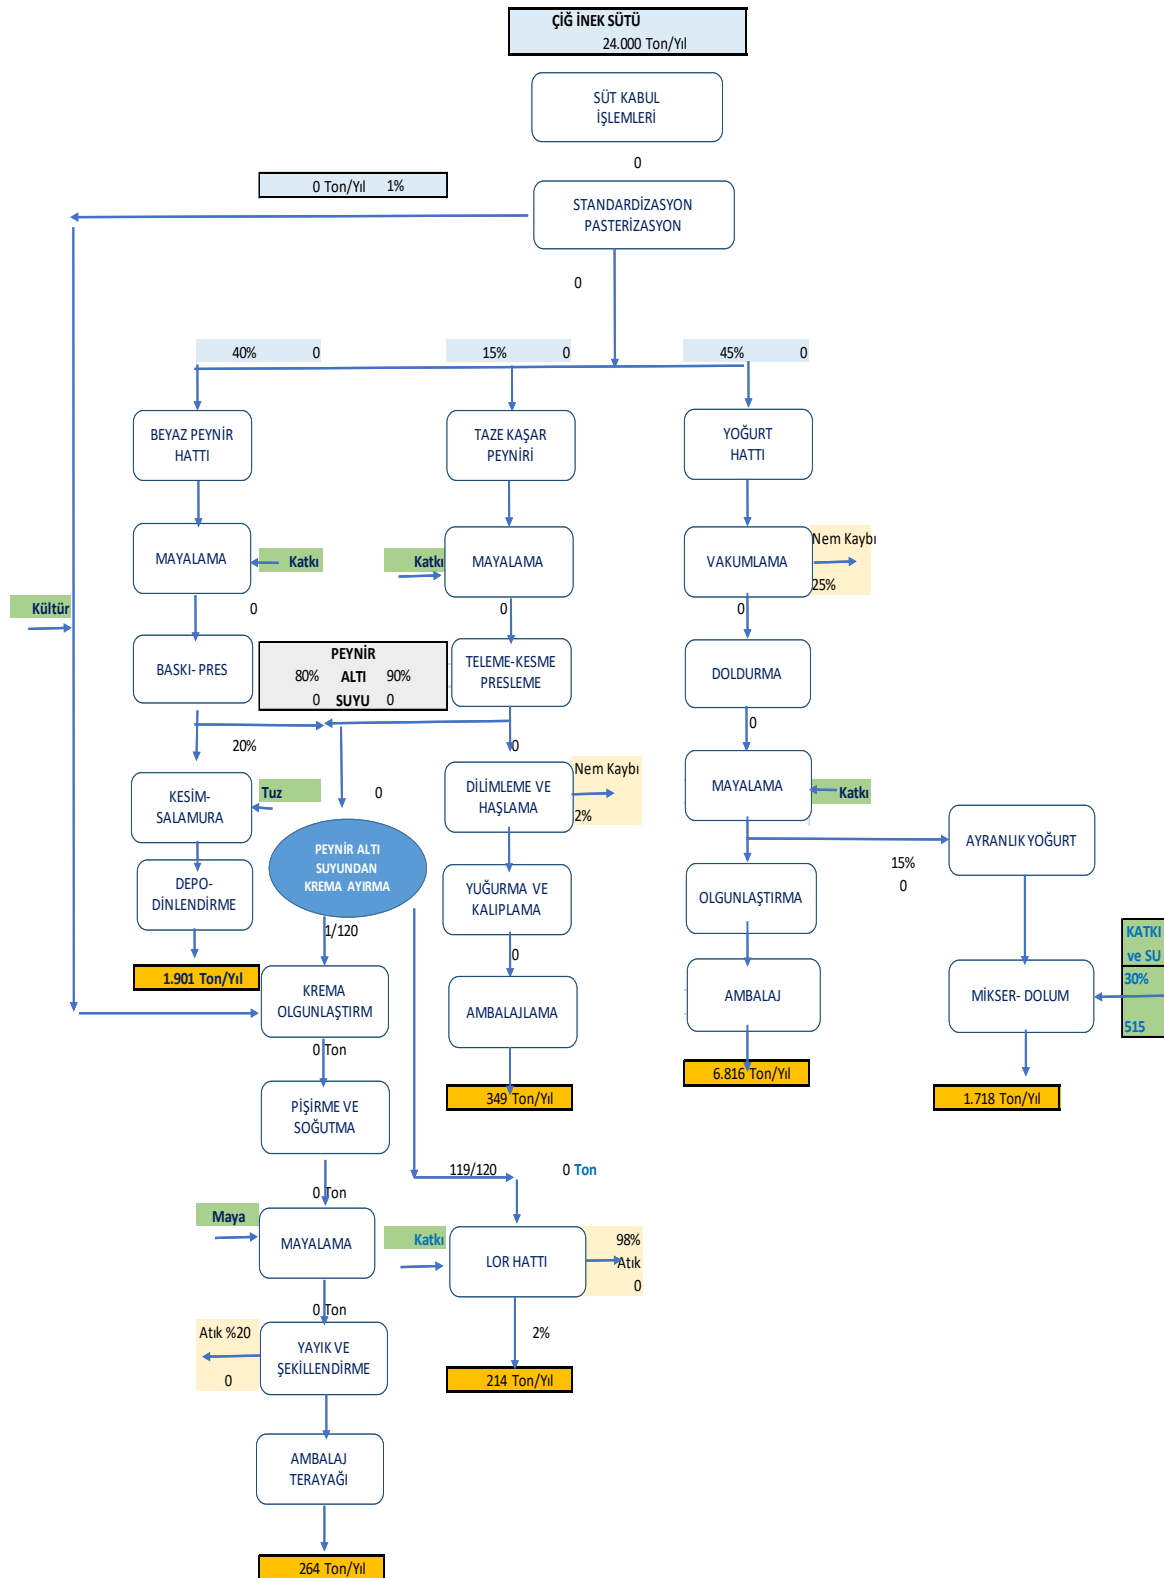 ÇİĞ İNEK SÜTÜ
24.000 Ton/Yıl
SÜT KABUL
İŞLEMLERİ
0
0 Ton/Yıl 1%
STANDARDİZASYON
PASTERİZASYON
0
40% 0
15% 0
45% 0
BEYAZ PEYNİR
HATTI
TAZE KAŞAR
PEYNİRİ
YOĞURT
HATTI
MAYALAMA
Katkı
Katkı
MAYALAMA
VAKUMLAMA
Nem Kaybı
25%
Kültür
0
0
0
BASKI- PRES
PEYNİR
80% ALTI 90%
0 SUYU 0
TELEME-KESME
PRESLEME
DOLDURMA
20%
0
0
0
KESİM-
SALAMURA
Tuz
DİLİMLEME VE
HAŞLAMA
Nem Kaybı
2%
MAYALAMA
Katkı
PEYNİR ALTI
SUYUNDAN
KREMA AYIRMA
AYRANLIK YOĞURT
15%
0
DEPO-
DİNLENDİRME
YUĞURMA VE
KALIPLAMA
OLGUNLAŞTIRMA
1/120
0
KATKI
ve SU
30%
515
1.901 Ton/Yıl
KREMA
OLGUNLAŞTIRM
AMBALAJLAMA
AMBALAJ
MİKSER- DOLUM
0 Ton
6.816 Ton/Yıl
349 Ton/Yıl
1.718 Ton/Yıl
PİŞİRME VE
SOĞUTMA
119/120 0 Ton
0 Ton
Maya
MAYALAMA
Katkı
LOR HATTI
98%
Atık
0
0 Ton
2%
Atık %20
0
YAYIK VE
ŞEKİLLENDİRME
214 Ton/Yıl
AMBALAJ
TERAYAĞI
264 Ton/Yıl